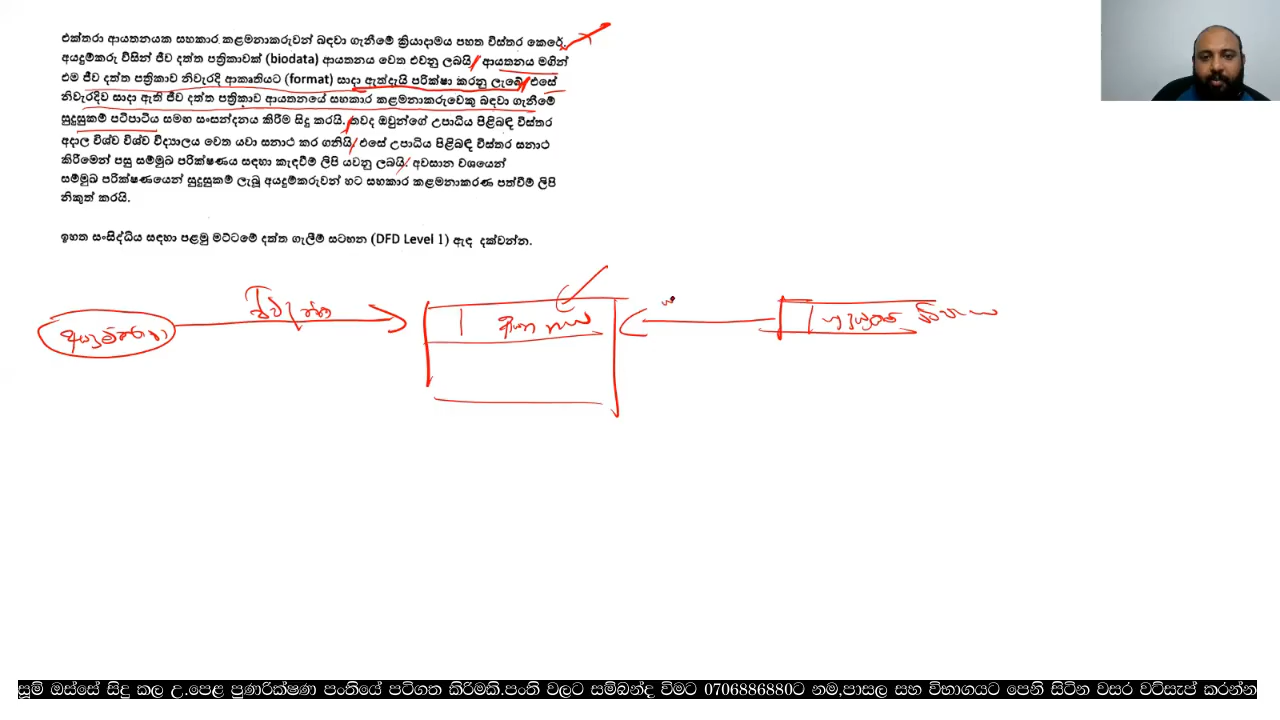 එක්තරා ආයතනයක සහකාර කළමනාකරුවන් බඳවා ගැනීමේ ක්‍රියාදාමය පහත විස්තර කෙරේ.
අයදුම්කරු විසින් ජීව දත්ත පත්‍රිකාවක් (biodata) ආයතනය වෙත එවනු ලබයි. ආයතනය මගින්
එම ජීව දත්ත පත්‍රිකාව නිවැරදි ආකෘතියට (format) සාදා ඇත්දැයි පරික්ෂා කරනු ලැබේ. එසේ
නිවැරදිව සාදා ඇති ජීව දත්ත පත්‍රිකාව ආයතනයේ සහකාර කළමනාකරුවෙකු බඳවා ගැනීමේ
සුදුසුකම් පටිපාටිය සමඟ සංසන්දනය කිරීම සිදු කරයි. තවද ඔවුන්ගේ උපාධිය පිළිබඳ විස්තර
අදාල විශ්ව විශ්ව විද්‍යාලය වෙත යවා සනාථ කර ගනියි. එසේ උපාධිය පිළිබඳ විස්තර සනාථ
කිරීමෙන් පසු සම්මුඛ පරික්ෂණය සඳහා කැඳවීම් ලිපි යවනු ලබයි. අවසාන වශයෙන්
සම්මුඛ පරික්ෂණයෙන් සුදුසුකම් ලැබූ අයදුම්කරුවන් හට සහකාර කළමනාකරණ පත්වීම් ලිපි
නිකුත් කරයි.
ඉහත සංසිද්ධිය සඳහා පළමු මට්ටමේ දත්ත ගැලීම් සටහන (DFD Level 1) ඇඳ දක්වන්න.
සූම් ඔස්සේ සිදු කල උ.පෙළ පුණරීක්ෂණ පංතියේ පටිගත කිරීමකි.පංති වලට සම්බන්ද වීමට 0706886880ට නම,පාසල සහ විභාගයට පෙනී සිටින වසර වට්සැප් කරන්න